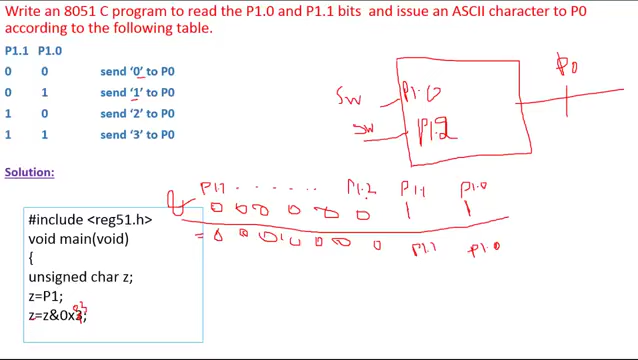 Write an 8051 C program to read the P1.0 and P1.1 bits and issue an ASCII character to P0
according to the following table.
P1.1 P1.0
0 0 send '0' to P0
0 1 send '1' to P0
1 0 send '2' to P0
1 1 send '3' to P0
SW P1.0
SW P1.2
P0
Solution:
P1.7 . . . . . . P1.2 P1.1 P1.0
0 0 0 0 0 0 1 1
= 0 0 0 0 0 0 0 P1.1 P1.0
#include <reg51.h>
void main(void)
{
unsigned char z;
z=P1;
z=z&0x3;